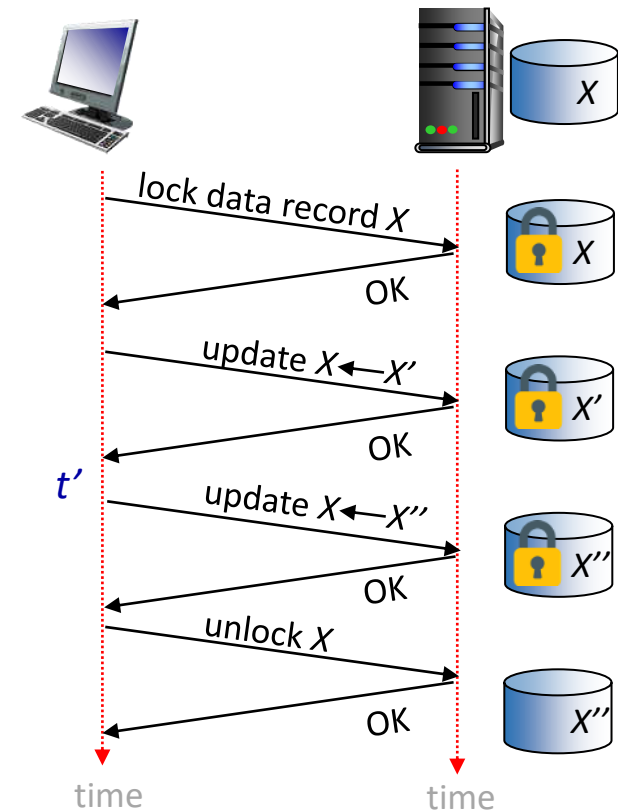 X
lock data record X
X
OK
update X←X'
X'
OK
t'
update X←X''
X''
OK
unlock X
X''
OK
time
time